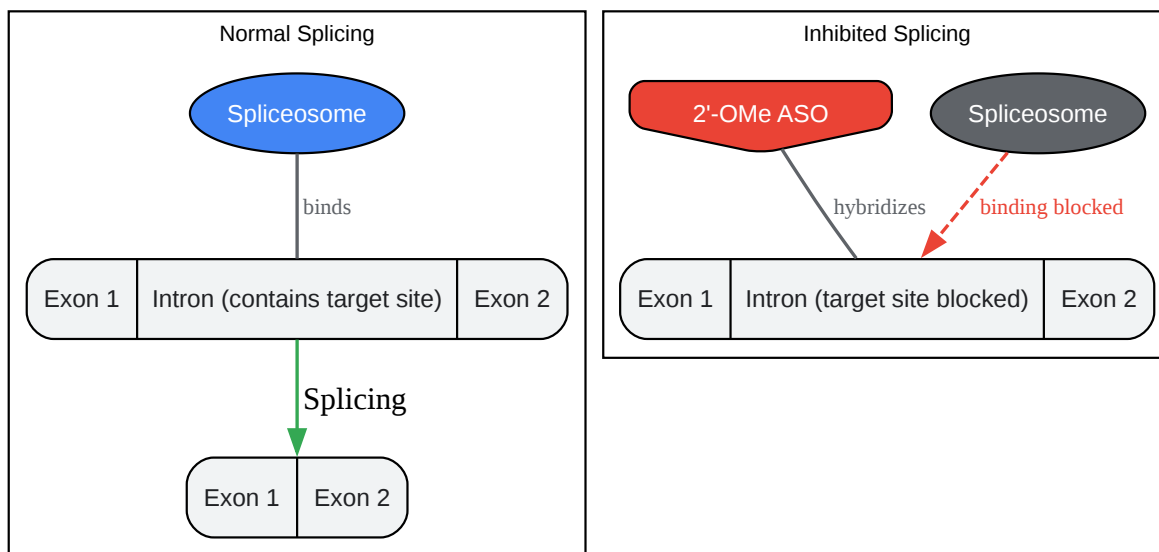 Normal Splicing
Spliceosome
binds
Exon 1
Intron (contains target site)
Exon 2
Splicing
Exon 1
Exon 2
Inhibited Splicing
2'-OMe ASO
Spliceosome
hybridizes
binding blocked
Exon 1
Intron (target site blocked)
Exon 2